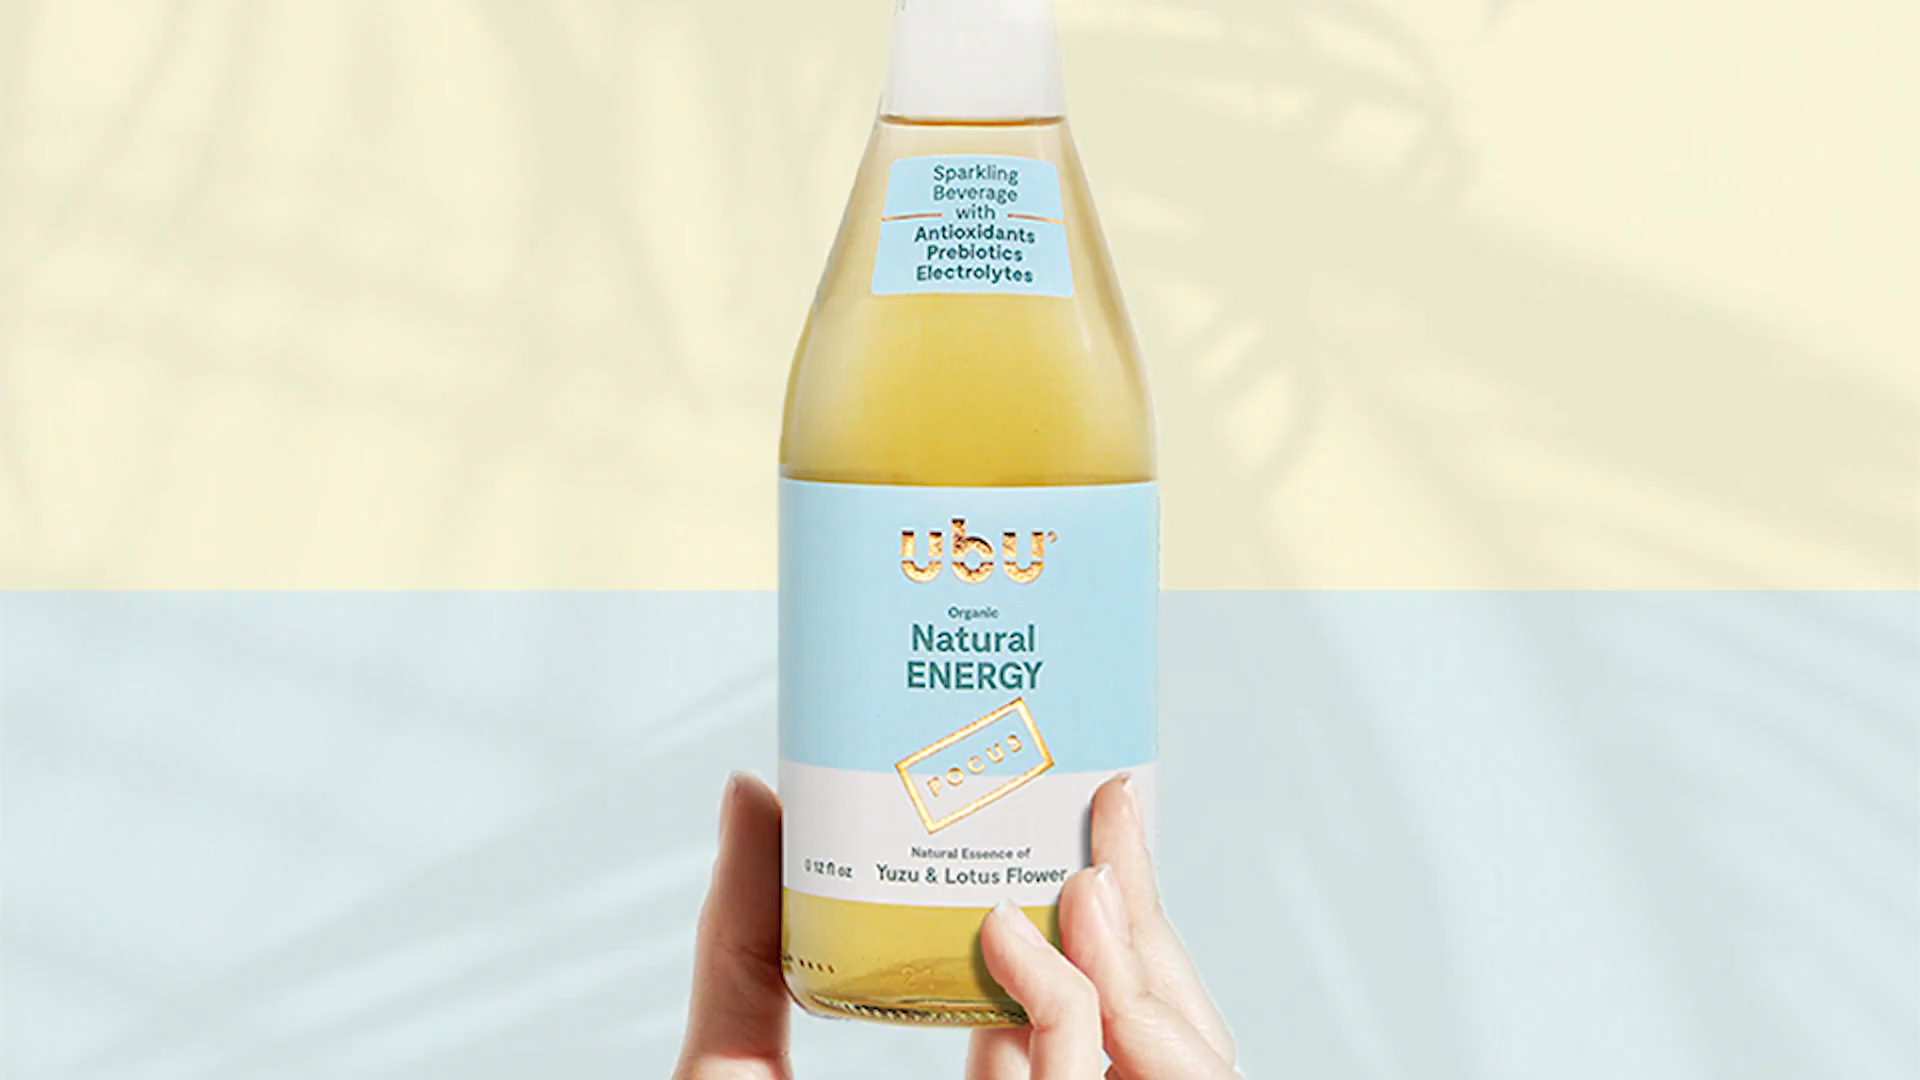 Sparkling
Beverage
with
Antioxidants
Prebiotics
Electrolytes
ubu
Organic
Natural
ENERGY
FOCUS
Natural Essence of
12 fl oz Yuzu & Lotus Flower